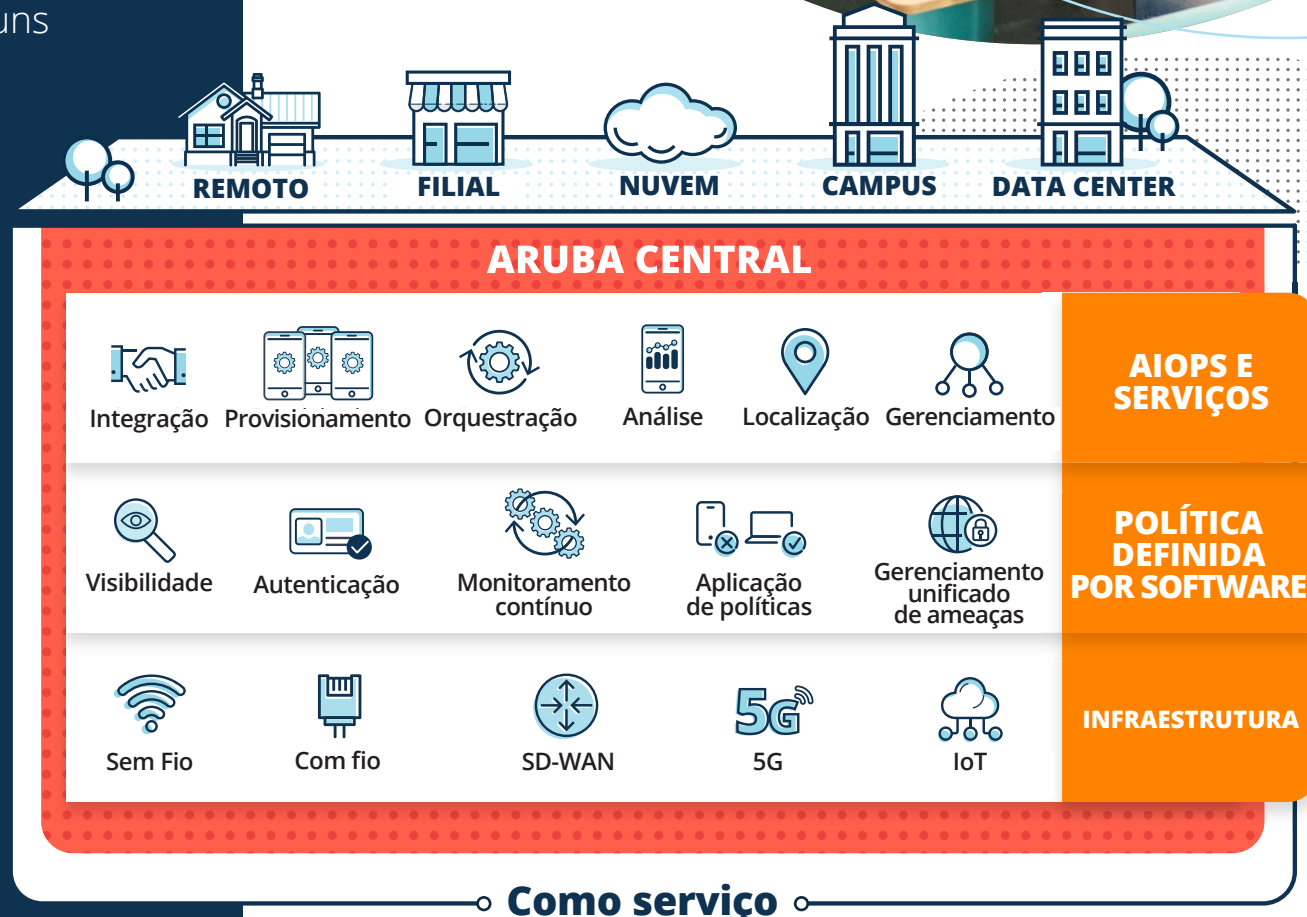 REMOTO
FILIAL
NUVEM
CAMPUS
DATA CENTER
ARUBA CENTRAL
Integração
Provisionamento
Orquestração
Análise
Localização
Gerenciamento
AIOPS E
SERVIÇOS
Visibilidade
Autenticação
Monitoramento
contínuo
Aplicação
de políticas
Gerenciamento
unificado
de ameaças
POLÍTICA
DEFINIDA
POR SOFTWARE
Sem Fio
Com fio
SD-WAN
5G
5G
IoT
INFRAESTRUTURA
Como serviço